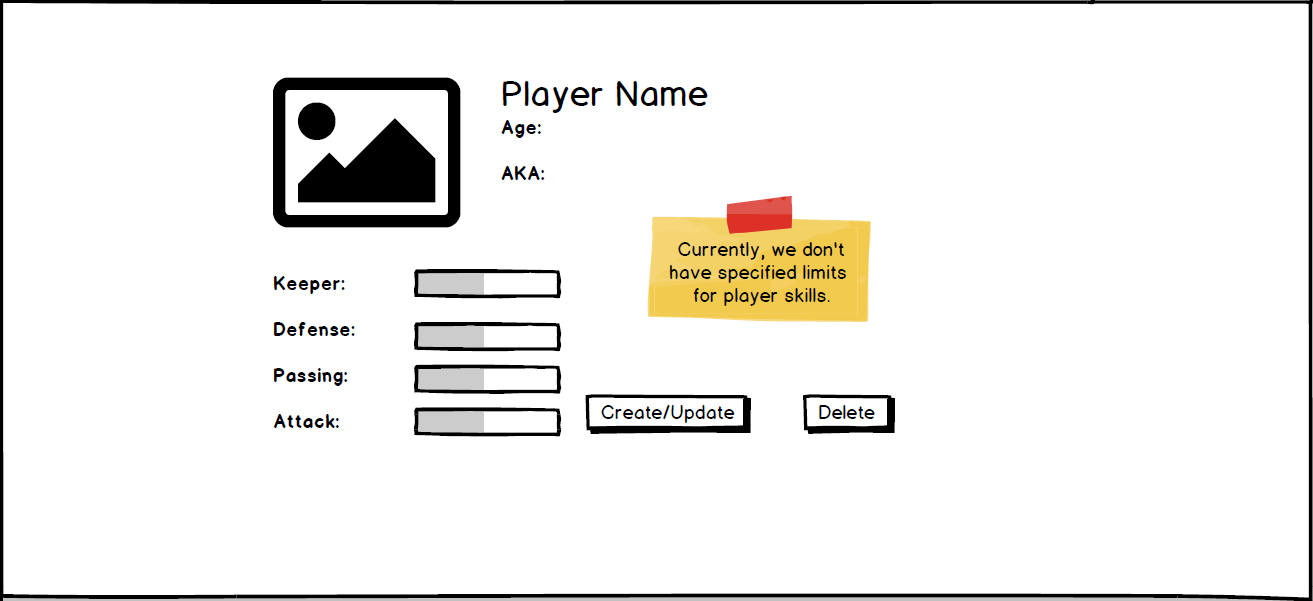 Player Name
Age:
AKA:
Currently, we don't
have specified limits
for player skills.
Keeper:
Defense:
Passing:
Attack:
Create/Update
Delete